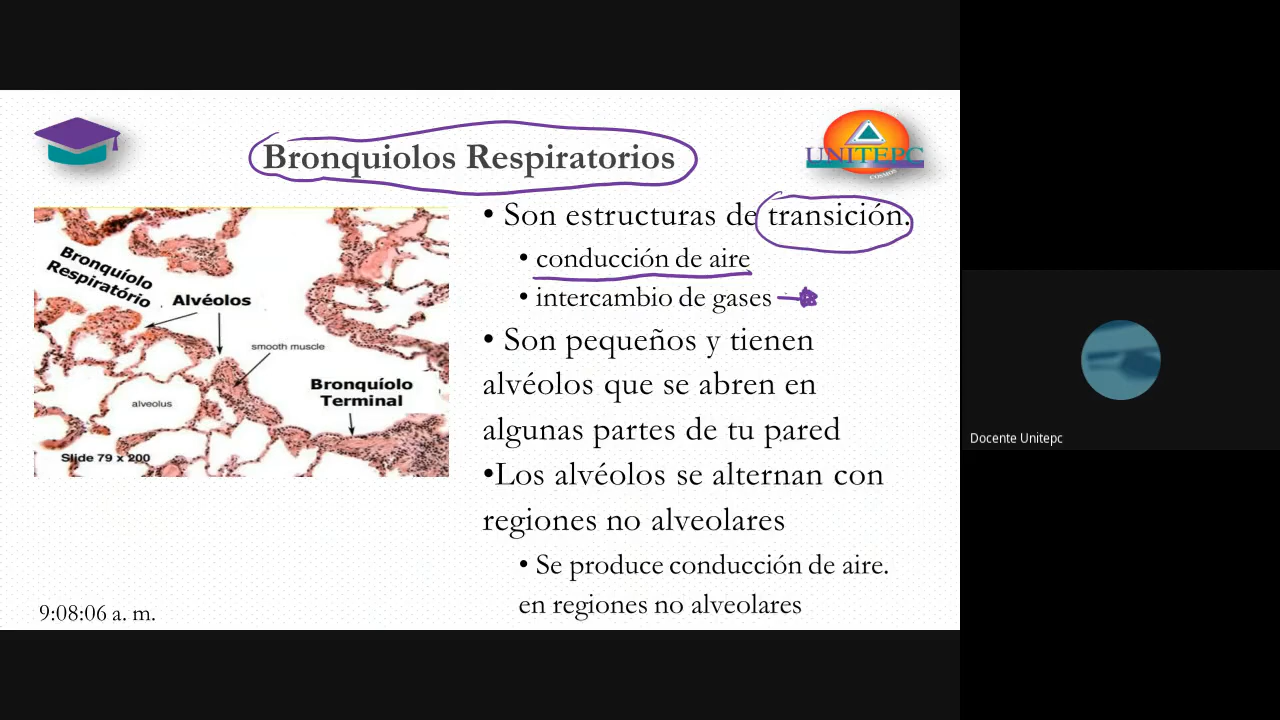 Bronquiolos Respiratorios
UNITEPC
COSMOS
• Son estructuras de transición.
• conducción de aire
• intercambio de gases
• Son pequeños y tienen
alvéolos que se abren en
algunas partes de tu pared
•Los alvéolos se alternan con
regiones no alveolares
• Se produce conducción de aire.
en regiones no alveolares
Bronquíolo
Respiratório
Alvéolos
smooth muscle
Bronquíolo
Terminal
alveolus
Slide 79 x 200
9:08:06 a. m.
Docente Unitepc